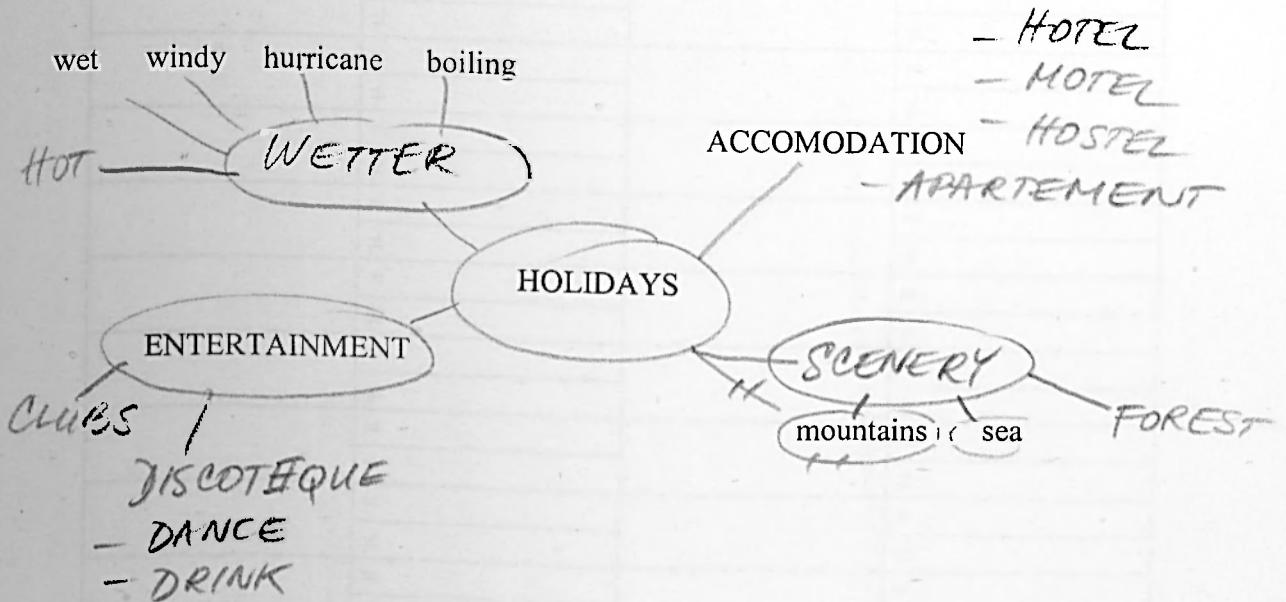 - HOTEL
wet windy hurricane boiling
- MOTEL
- HOSTEL
ACCOMODATION
HOT
WETTER
- APARTEMENT
HOLIDAYS
ENTERTAINMENT
SCENERY
CLUBS
mountains
sea
FOREST
DISCOTEQUE
- DANCE
- DRINK